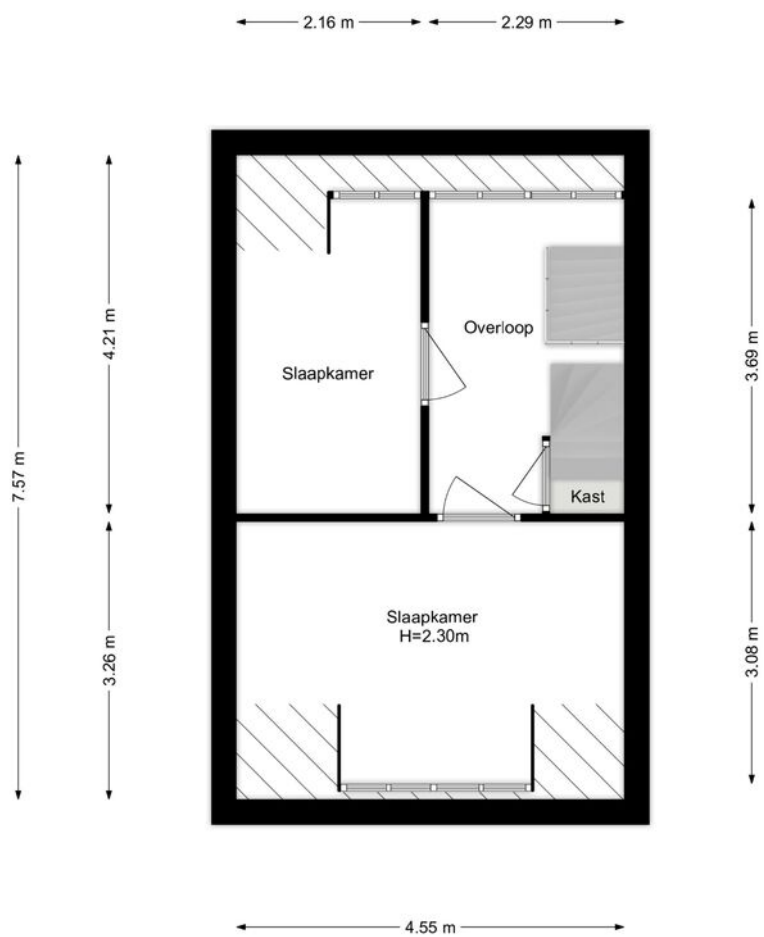 2.16 m
2.29 m
Overloop
4.21 m
3.69 m
Slaapkamer
7.57 m
Kast
Slaapkamer
H=2.30m
3.26 m
3.08 m
4.55 m